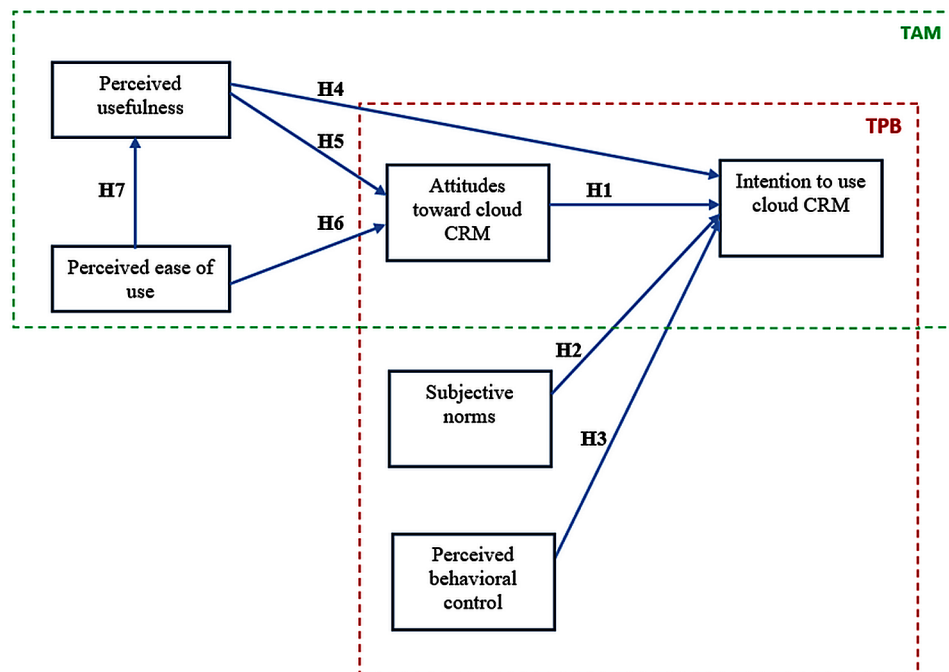 TAM
Perceived
usefulness
H4
TPB
H5
Attitudes
toward cloud
CRM
H1
Intention to use
cloud CRM
H7
H6
Perceived ease of
use
H2
Subjective
norms
H3
Perceived
behavioral
control